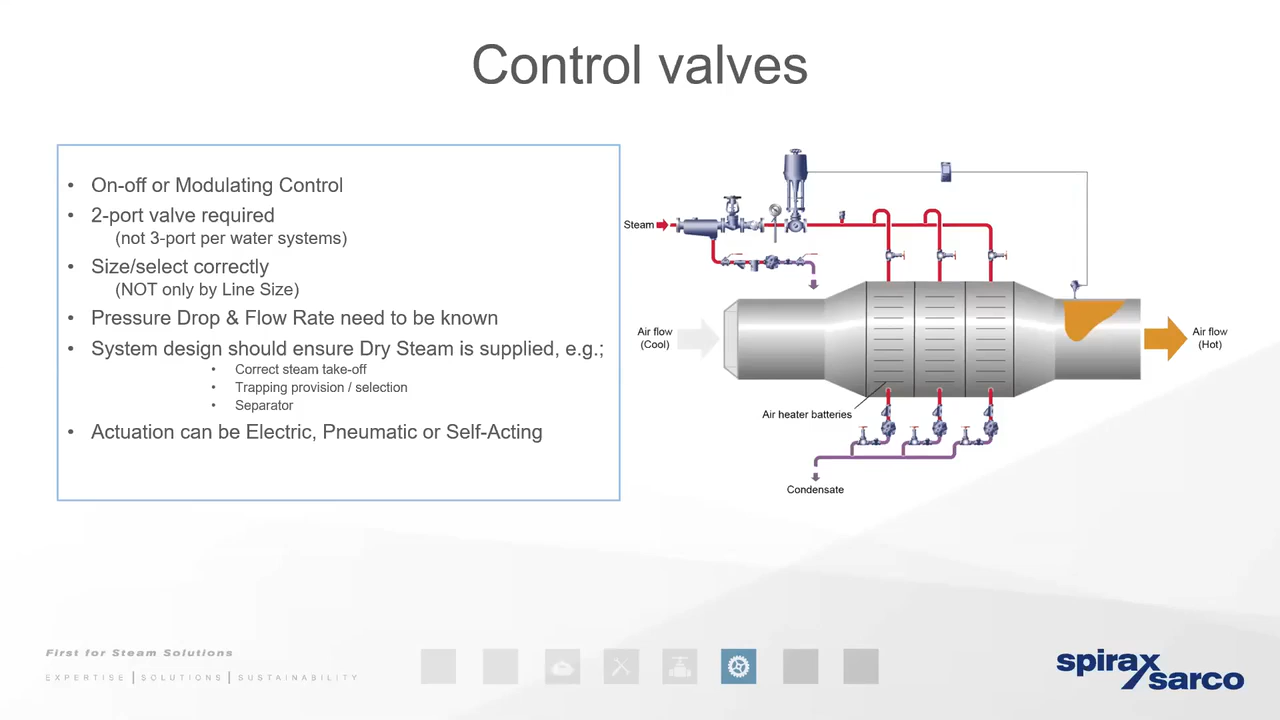 Control valves
• On-off or Modulating Control
• 2-port valve required
(not 3-port per water systems)
• Size/select correctly
(NOT only by Line Size)
• Pressure Drop & Flow Rate need to be known
• System design should ensure Dry Steam is supplied, e.g.;
• Correct steam take-off
• Trapping provision / selection
• Separator
• Actuation can be Electric, Pneumatic or Self-Acting
Steam
Air flow
(Cool)
Air flow
(Hot)
Air heater batteries
Condensate
First for Steam Solutions
EXPERTISE | SOLUTIONS | SUSTAINABILITY
spirax
sarco